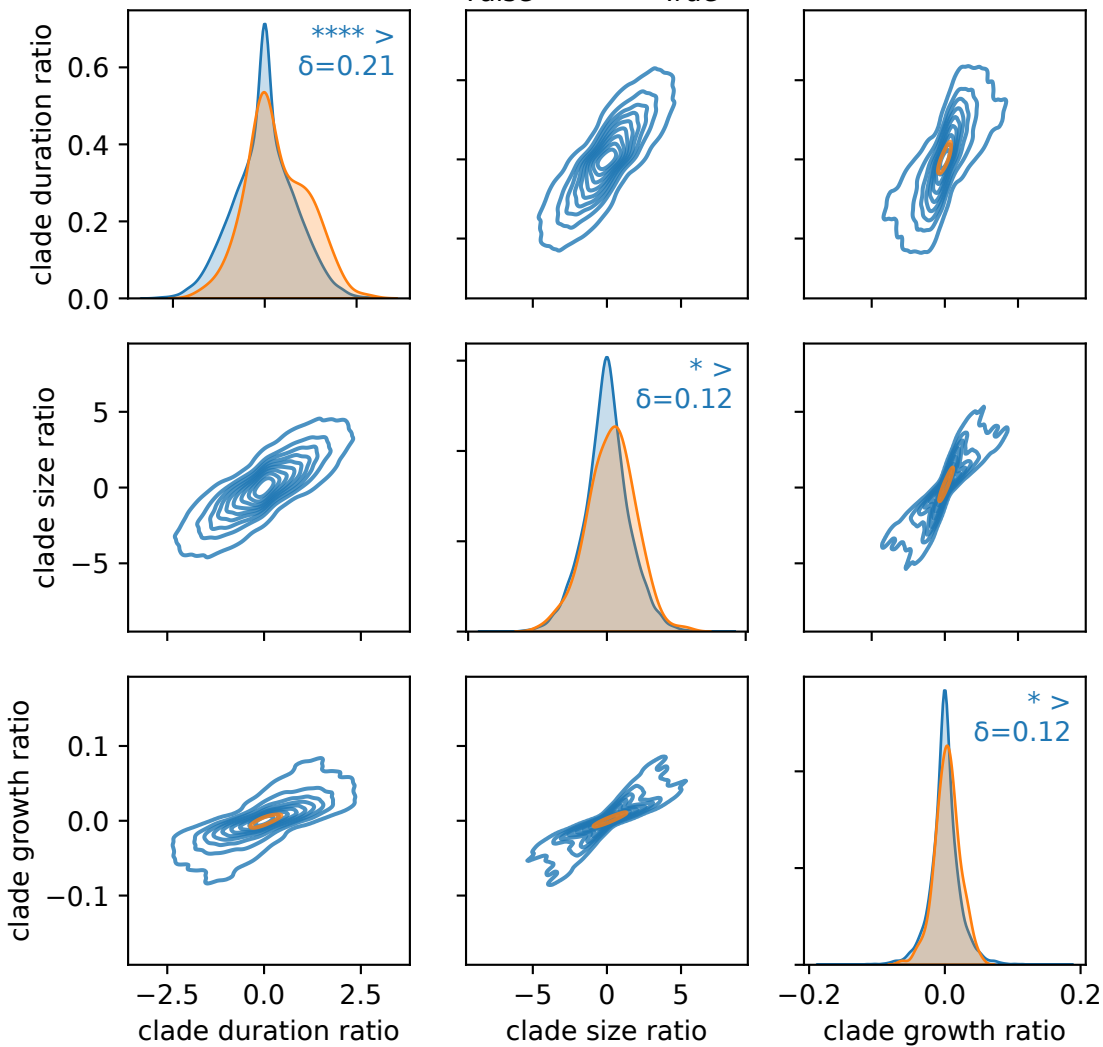 clade duration ratio
0.6
0.4
0.2
0.0
**** >
δ=0.21
clade size ratio
5
0
−5
* >
δ=0.12
clade growth ratio
0.1
0.0
−0.1
* >
δ=0.12
−2.5 0.0 2.5
−5 0 5
−0.2 0.0 0.2
clade duration ratio
clade size ratio
clade growth ratio